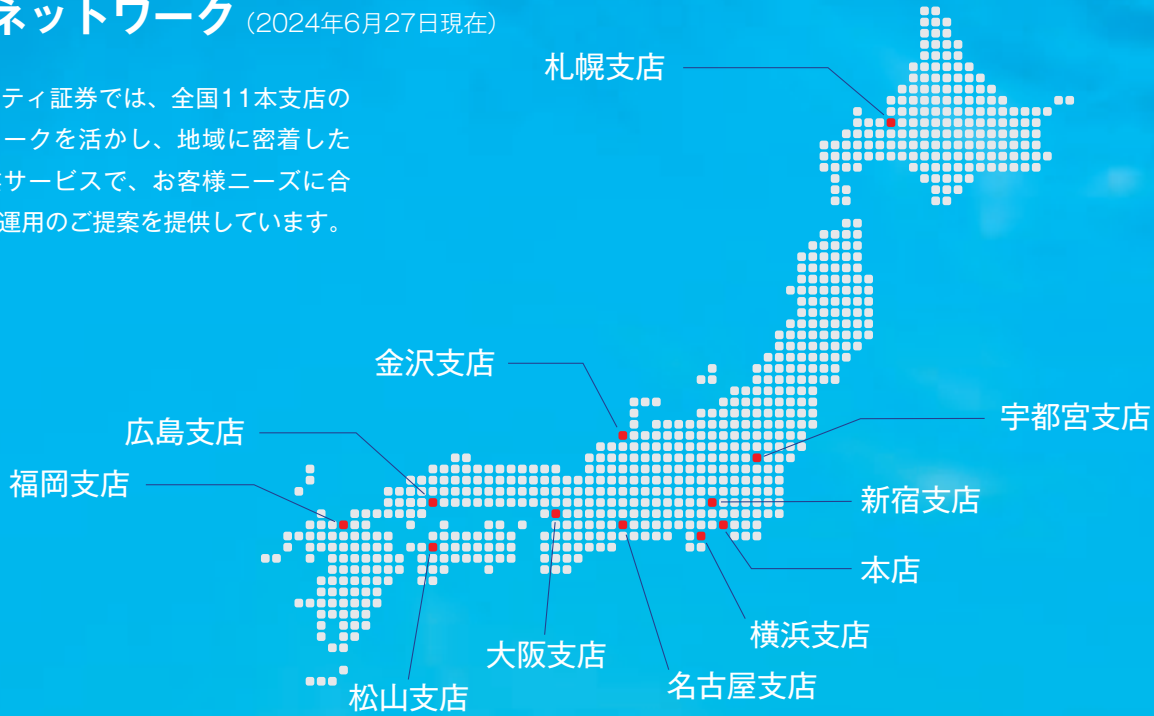 ネットワーク(2024年6月27日現在)
ティ証券では、全国11本支店の
ークを活かし、地域に密着した
サービスで、お客様ニーズに合
運用のご提案を提供しています。
札幌支店
金沢支店
広島支店
宇都宮支店
福岡支店
新宿支店
本店
横浜支店
大阪支店
名古屋支店
松山支店